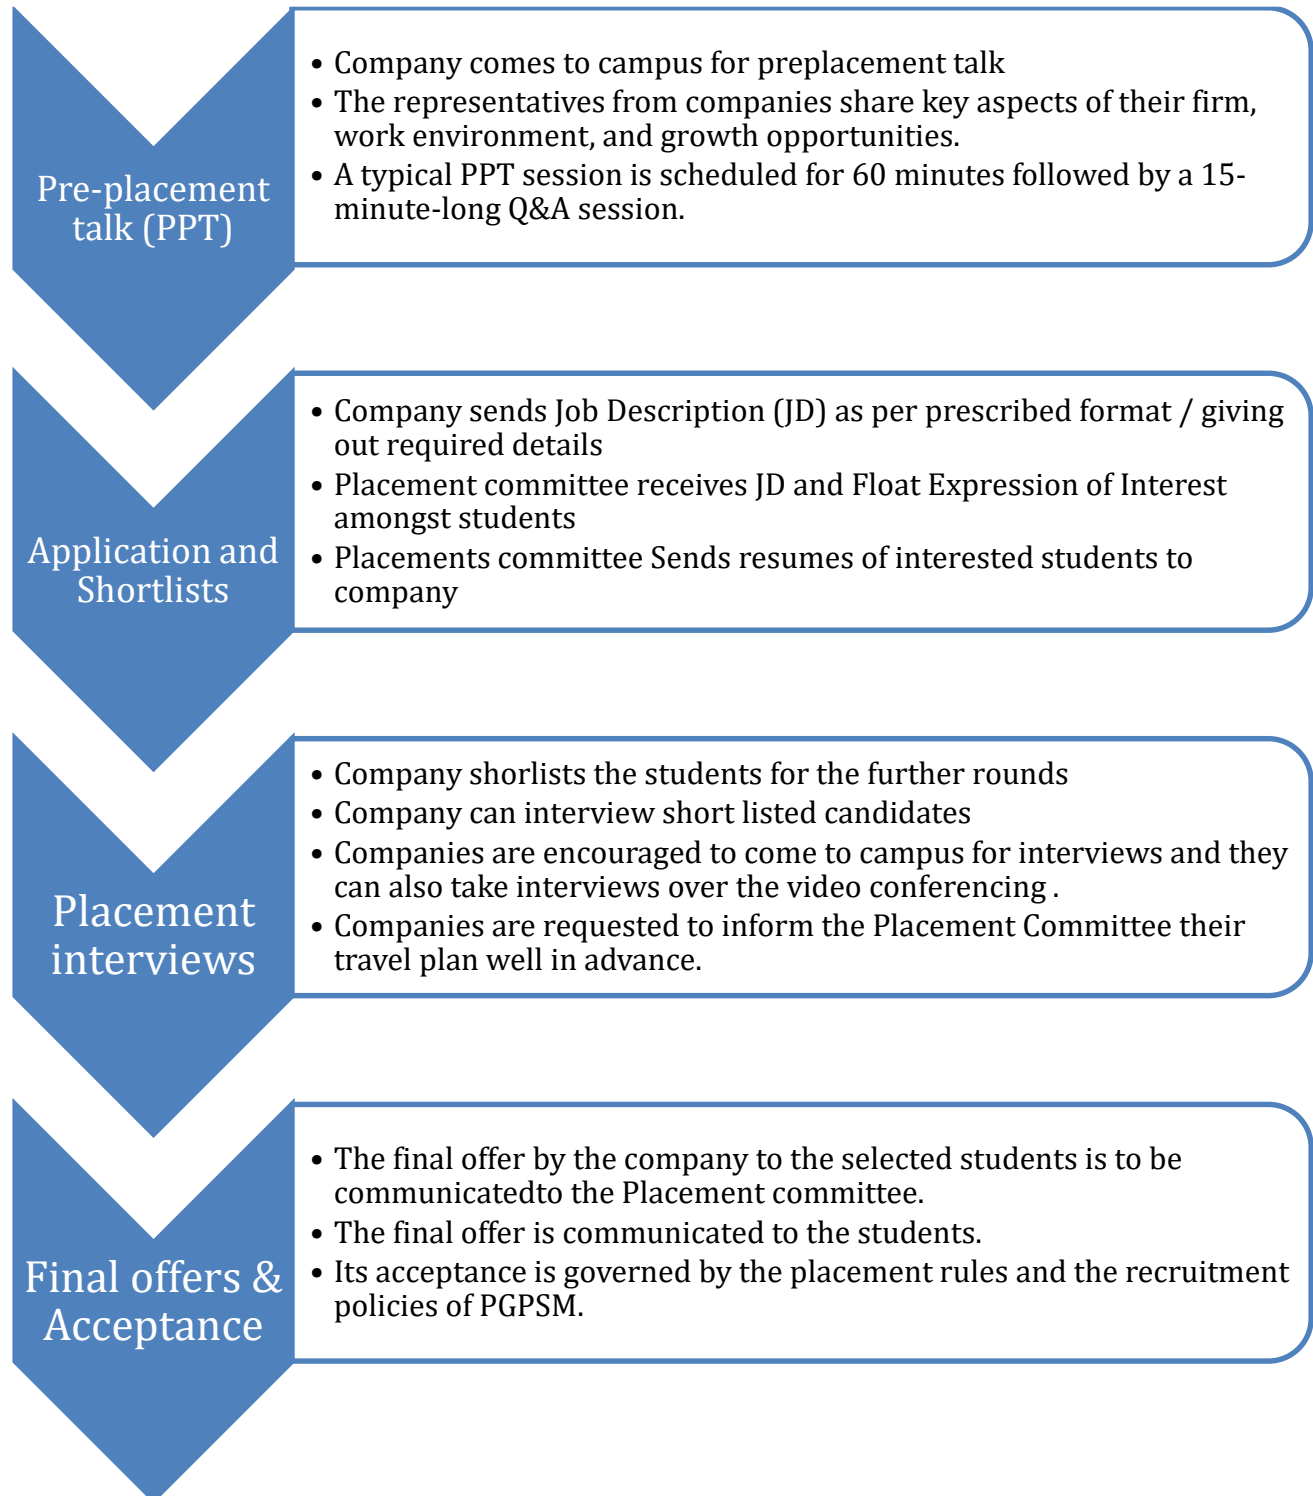 Pre-placement
talk (PPT)
• Company comes to campus for preplacement talk
• The representatives from companies share key aspects of their firm,
work environment, and growth opportunities.
• A typical PPT session is scheduled for 60 minutes followed by a 15-
minute-long Q&A session.
Application and
Shortlists
• Company sends Job Description (JD) as per prescribed format / giving
out required details
• Placement committee receives JD and Float Expression of Interest
amongst students
• Placements committee Sends resumes of interested students to
company
Placement
interviews
• Company shorlists the students for the further rounds
• Company can interview short listed candidates
• Companies are encouraged to come to campus for interviews and they
can also take interviews over the video conferencing .
• Companies are requested to inform the Placement Committee their
travel plan well in advance.
Final offers &
Acceptance
• The final offer by the company to the selected students is to be
communicatedto the Placement committee.
• The final offer is communicated to the students.
• Its acceptance is governed by the placement rules and the recruitment
policies of PGPSM.